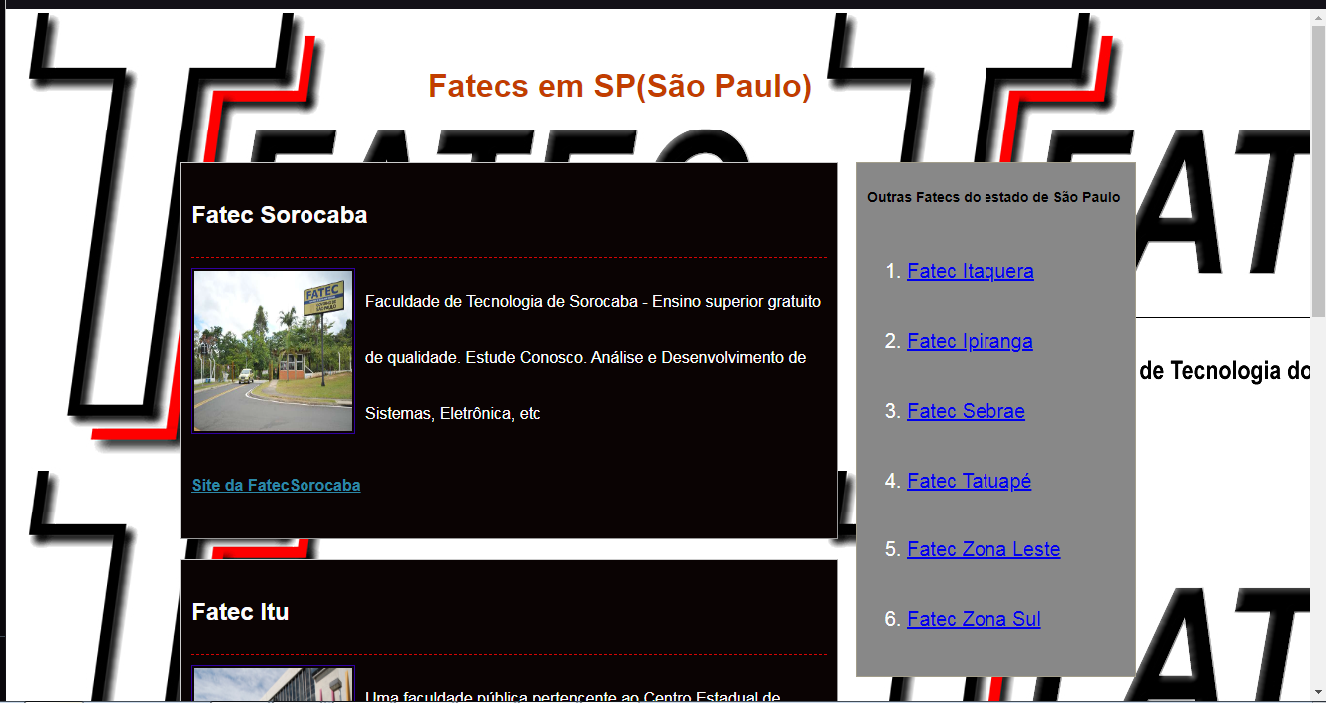 Fatecs em SP(São Paulo)
FATEC
FAT
Fatec Sorocaba
FATEC
Faculdade de Tecnologia de Sorocaba - Ensino superior gratuito
de qualidade. Estude Conosco. Análise e Desenvolvimento de
Sistemas, Eletrônica, etc
Site da FatecSorocaba
Fatec Itu
Uma faculdade pública pertencente ao Centro Estadual de
Outras Fatecs do estado de São Paulo
1. Fatec Itaquera
2. Fatec Ipiranga
3. Fatec Sebrae
4. Fatec Tatuapé
5. Fatec Zona Leste
6. Fatec Zona Sul
de Tecnologia do
AT